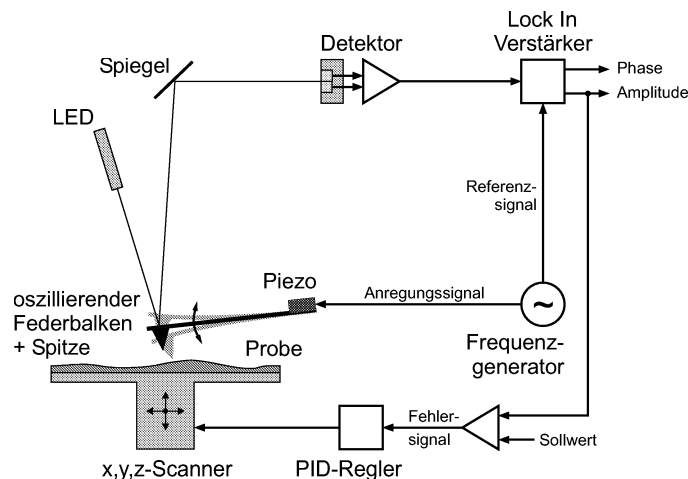 Lock In
Verstärker
Detektor
Spiegel
Phase
Amplitude
LED
Referenz-
signal
Piezo
Anregungssignal
~
oszillierender
Federbalken
+ Spitze
Probe
Frequenz-
generator
Fehler-
signal
Sollwert
x,y,z-Scanner
PID-Regler